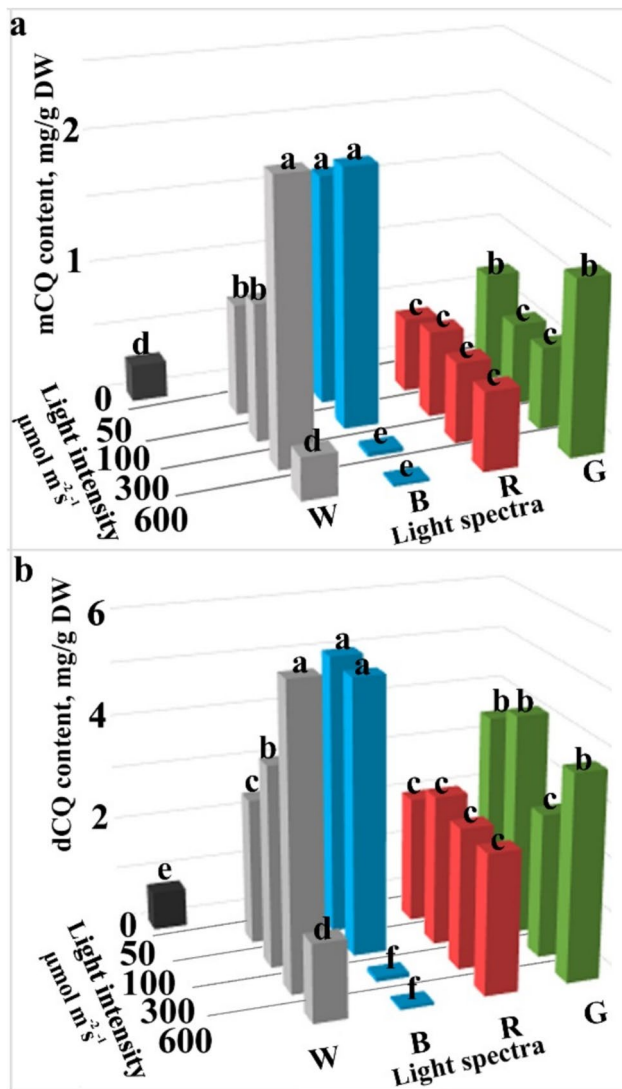 a
mCQ content, mg/g DW
2
1
d
b b a a a
d e e
c c e c
b c c b
0
50
100
300
600
Light intensity
µmol m⁻² s⁻¹
W B R G
Light spectra
b
dCQ content, mg/g DW
6
4
2
e
c b a a a
d f f
c c c c
b b c b
0
50
100
300
600
Light intensity
µmol m⁻² s⁻¹
W B R G
Light spectra